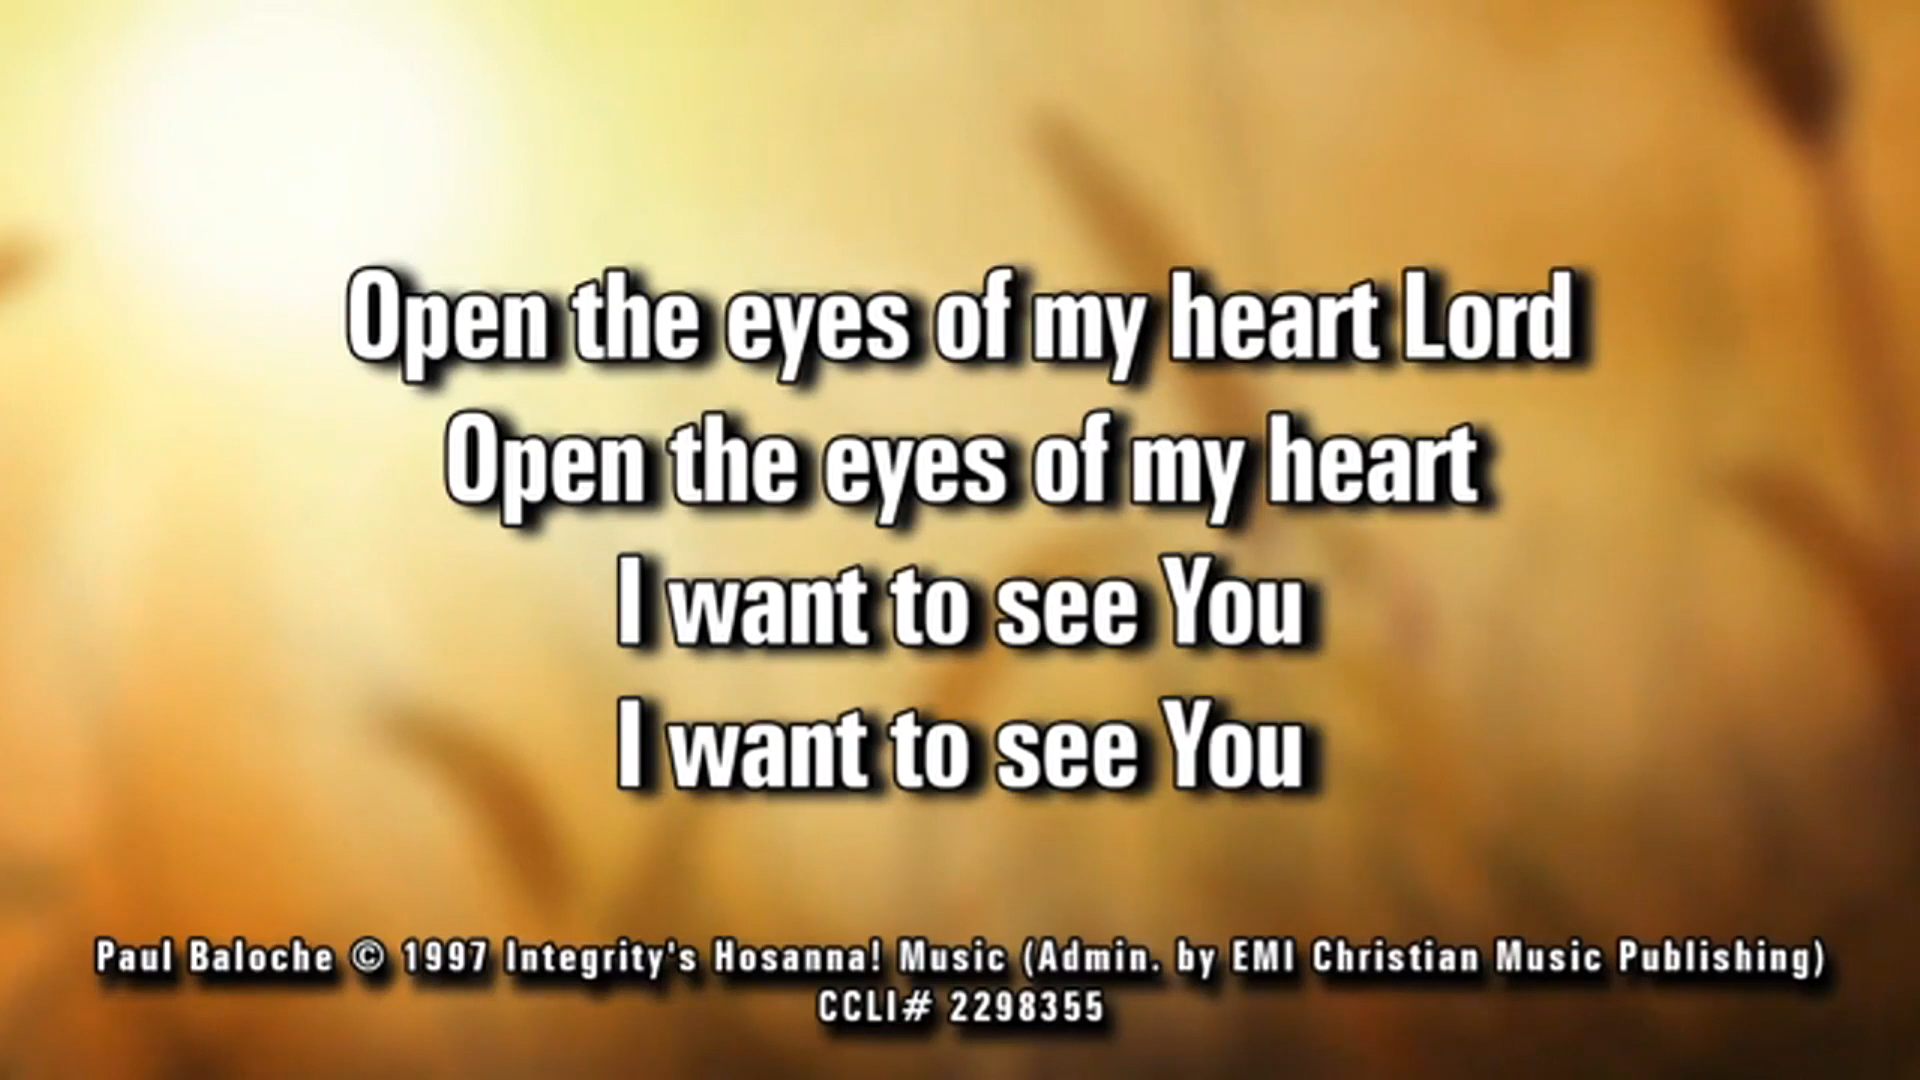 Open the eyes of my heart Lord
Open the eyes of my heart
I want to see You
I want to see You
Paul Baloche © 1997 Integrity's Hosanna! Music (Admin. by EMI Christian Music Publishing)
CCLI# 2298355